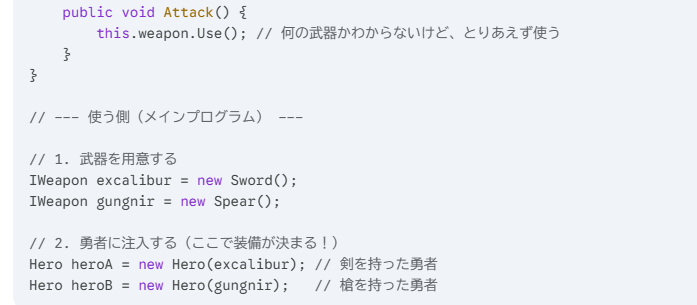 public void Attack() {
this.weapon.Use(); // 何の武器かわからないけど、とりあえず使う
}
}
// --- 使う側（メインプログラム） ---
// 1. 武器を用意する
IWeapon excalibur = new Sword();
IWeapon gungnir = new Spear();
// 2. 勇者に注入する（ここで装備が決まる！）
Hero heroA = new Hero(excalibur); // 剣を持った勇者
Hero heroB = new Hero(gungnir);   // 槍を持った勇者